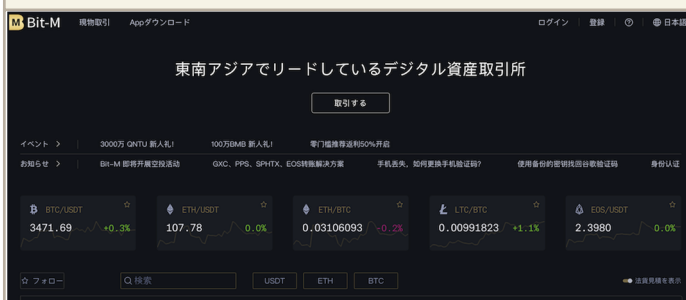 M Bit-M 現物取引 Appダウンロード ログイン 登録 日本語
東南アジアでリードしているデジタル資産取引所
取引する
イベント > 3000万 QNTU 新人礼! 100万BMB 新人礼! 零门槛推荐返利50%开启
お知らせ > Bit-M 即将开展空投活动 GXC、PPS、SPHTX、EOS转账解决方案 手机丢失，如何更换手机验证码? 使用备份的密钥找回谷歌验证码 身份认证
BTC/USDT ETH/USDT ETH/BTC LTC/BTC EOS/USDT
3471.69 +0.3% 107.78 0.0% 0.03106093 -0.2% 0.00991823 +1.1% 2.3980 0.0%
フォロー 検索 USDT ETH BTC 法貨見積を表示